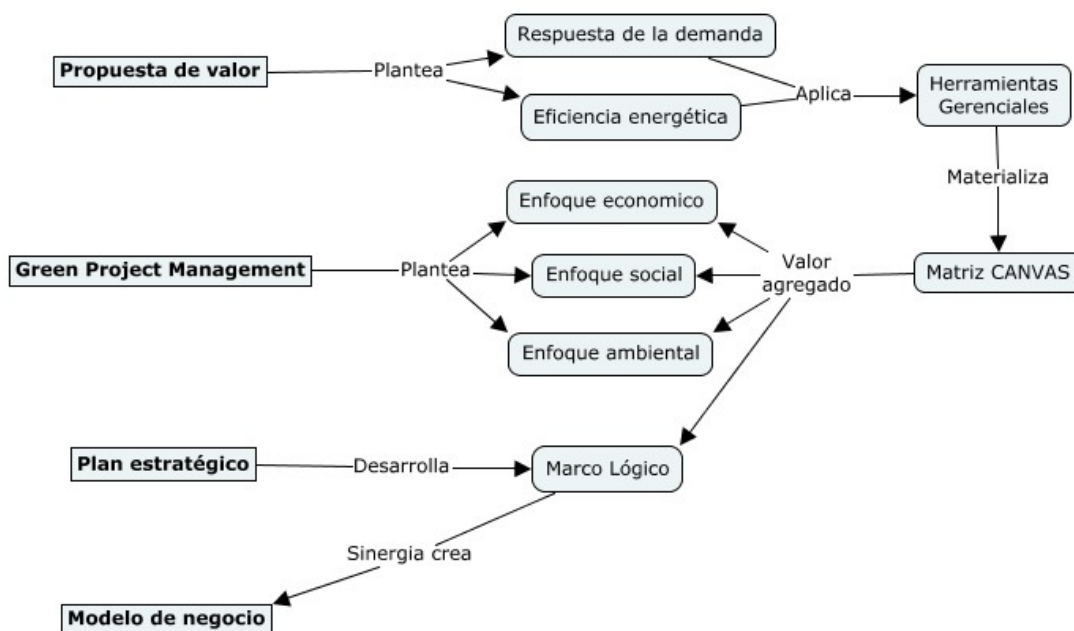 Respuesta de la demanda
Propuesta de valor
Plantea
Eficiencia energética
Aplica
Herramientas
Gerenciales
Materializa
Enfoque economico
Green Project Management
Plantea
Enfoque social
Valor
agregado
Matriz CANVAS
Enfoque ambiental
Plan estratégico
Desarrolla
Marco Lógico
Sinergia crea
Modelo de negocio